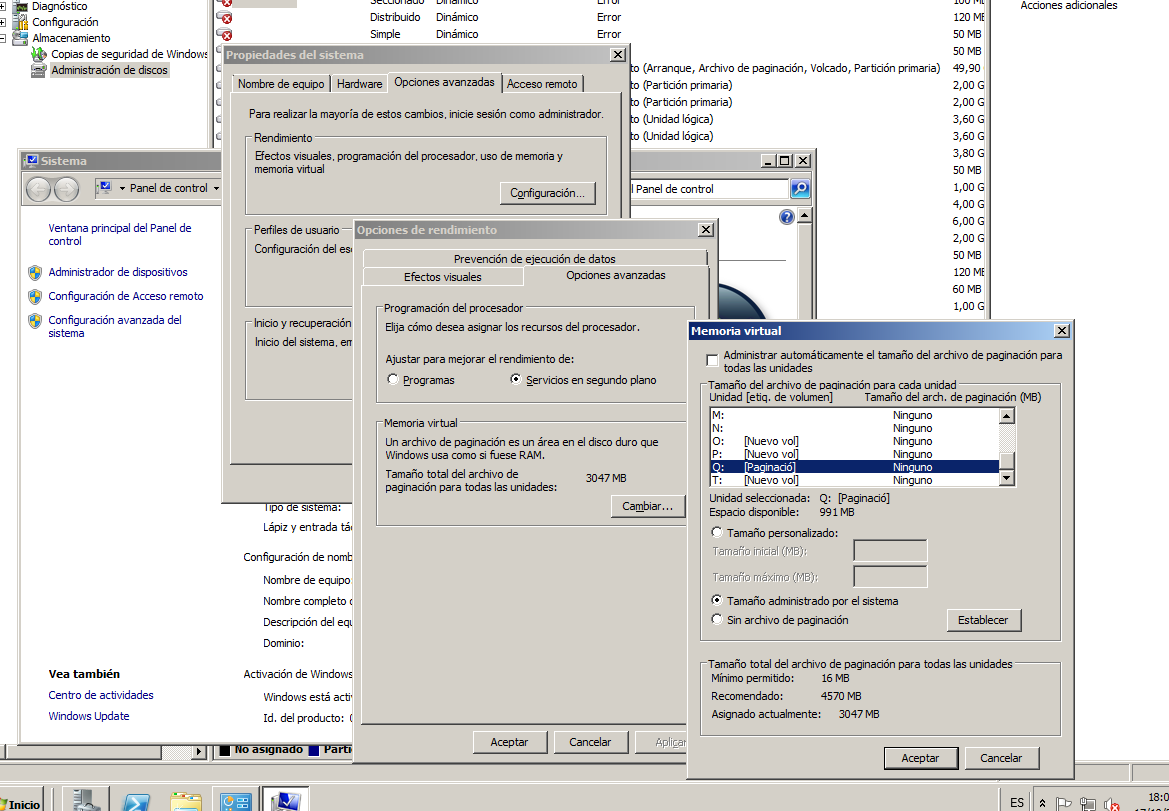 Diagnóstico
Configuración
Almacenamiento
Copias de seguridad de Windows
Administración de discos
Seccionado Dinámico Error 100 MB
Distribuido Dinámico Error 120 MB
Simple Dinámico Error 50 MB
50 MB
to (Arranque, Archivo de paginación, Volcado, Partición primaria) 49,90
to (Partición primaria) 2,00 G
to (Partición primaria) 2,00 G
to (Unidad lógica) 3,60 G
to (Unidad lógica) 3,60 G
3,80 G
50 MB
1,00 G
4,00 G
6,00 G
2,00 G
50 MB
120 MB
60 MB
1,00 G
Acciones adicionales
Propiedades del sistema
Nombre de equipo
Hardware
Opciones avanzadas
Acceso remoto
Para realizar la mayoría de estos cambios, inicie sesión como administrador.
Rendimiento
Efectos visuales, programación del procesador, uso de memoria y
memoria virtual
Configuración...
Perfiles de usuario
Configuración del esc
Inicio y recuperación
Inicio del sistema, em
Sistema
Panel de control
l Panel de control
Ventana principal del Panel de
control
Administrador de dispositivos
Configuración de Acceso remoto
Configuración avanzada del
sistema
Vea también
Centro de actividades
Windows Update
Tipo de sistema:
Lápiz y entrada tác
Configuración de nomb
Nombre de equipo:
Nombre completo d
Descripción del equ
Dominio:
Activación de Windows
Windows está activ
Id. del producto: 0
No asignado
Parti
Opciones de rendimiento
Prevención de ejecución de datos
Efectos visuales
Opciones avanzadas
Programación del procesador
Elija cómo desea asignar los recursos del procesador.
Ajustar para mejorar el rendimiento de:
Programas
Servicios en segundo plano
Memoria virtual
Un archivo de paginación es un área en el disco duro que
Windows usa como si fuese RAM.
Tamaño total del archivo de
paginación para todas las unidades:
3047 MB
Cambiar...
Aceptar
Cancelar
Aplicar
Memoria virtual
Administrar automáticamente el tamaño del archivo de paginación para
todas las unidades
Tamaño del archivo de paginación para cada unidad
Unidad [etiq. de volumen] Tamaño del arch. de paginación (MB)
M: Ninguno
N: Ninguno
O: [Nuevo vol] Ninguno
P: [Nuevo vol] Ninguno
Q: [Paginació] Ninguno
T: [Nuevo vol] Ninguno
Unidad seleccionada: Q: [Paginació]
Espacio disponible: 991 MB
Tamaño personalizado:
Tamaño inicial (MB):
Tamaño máximo (MB):
Tamaño administrado por el sistema
Sin archivo de paginación
Establecer
Tamaño total del archivo de paginación para todas las unidades
Mínimo permitido: 16 MB
Recomendado: 4570 MB
Asignado actualmente: 3047 MB
Aceptar
Cancelar
Inicio
ES
18:0